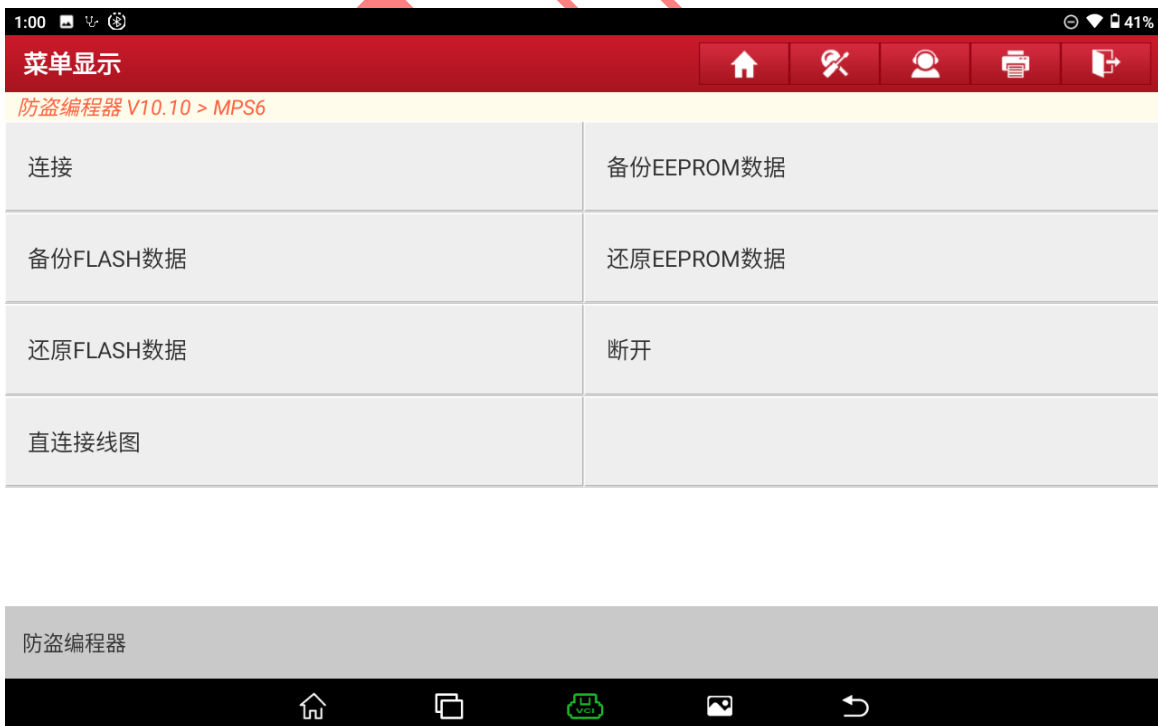 1:00 41%
菜单显示
防盗编程器 V10.10 > MPS6
连接 备份EEPROM数据
备份FLASH数据 还原EEPROM数据
还原FLASH数据 断开
直连接线图
防盗编程器
VCI